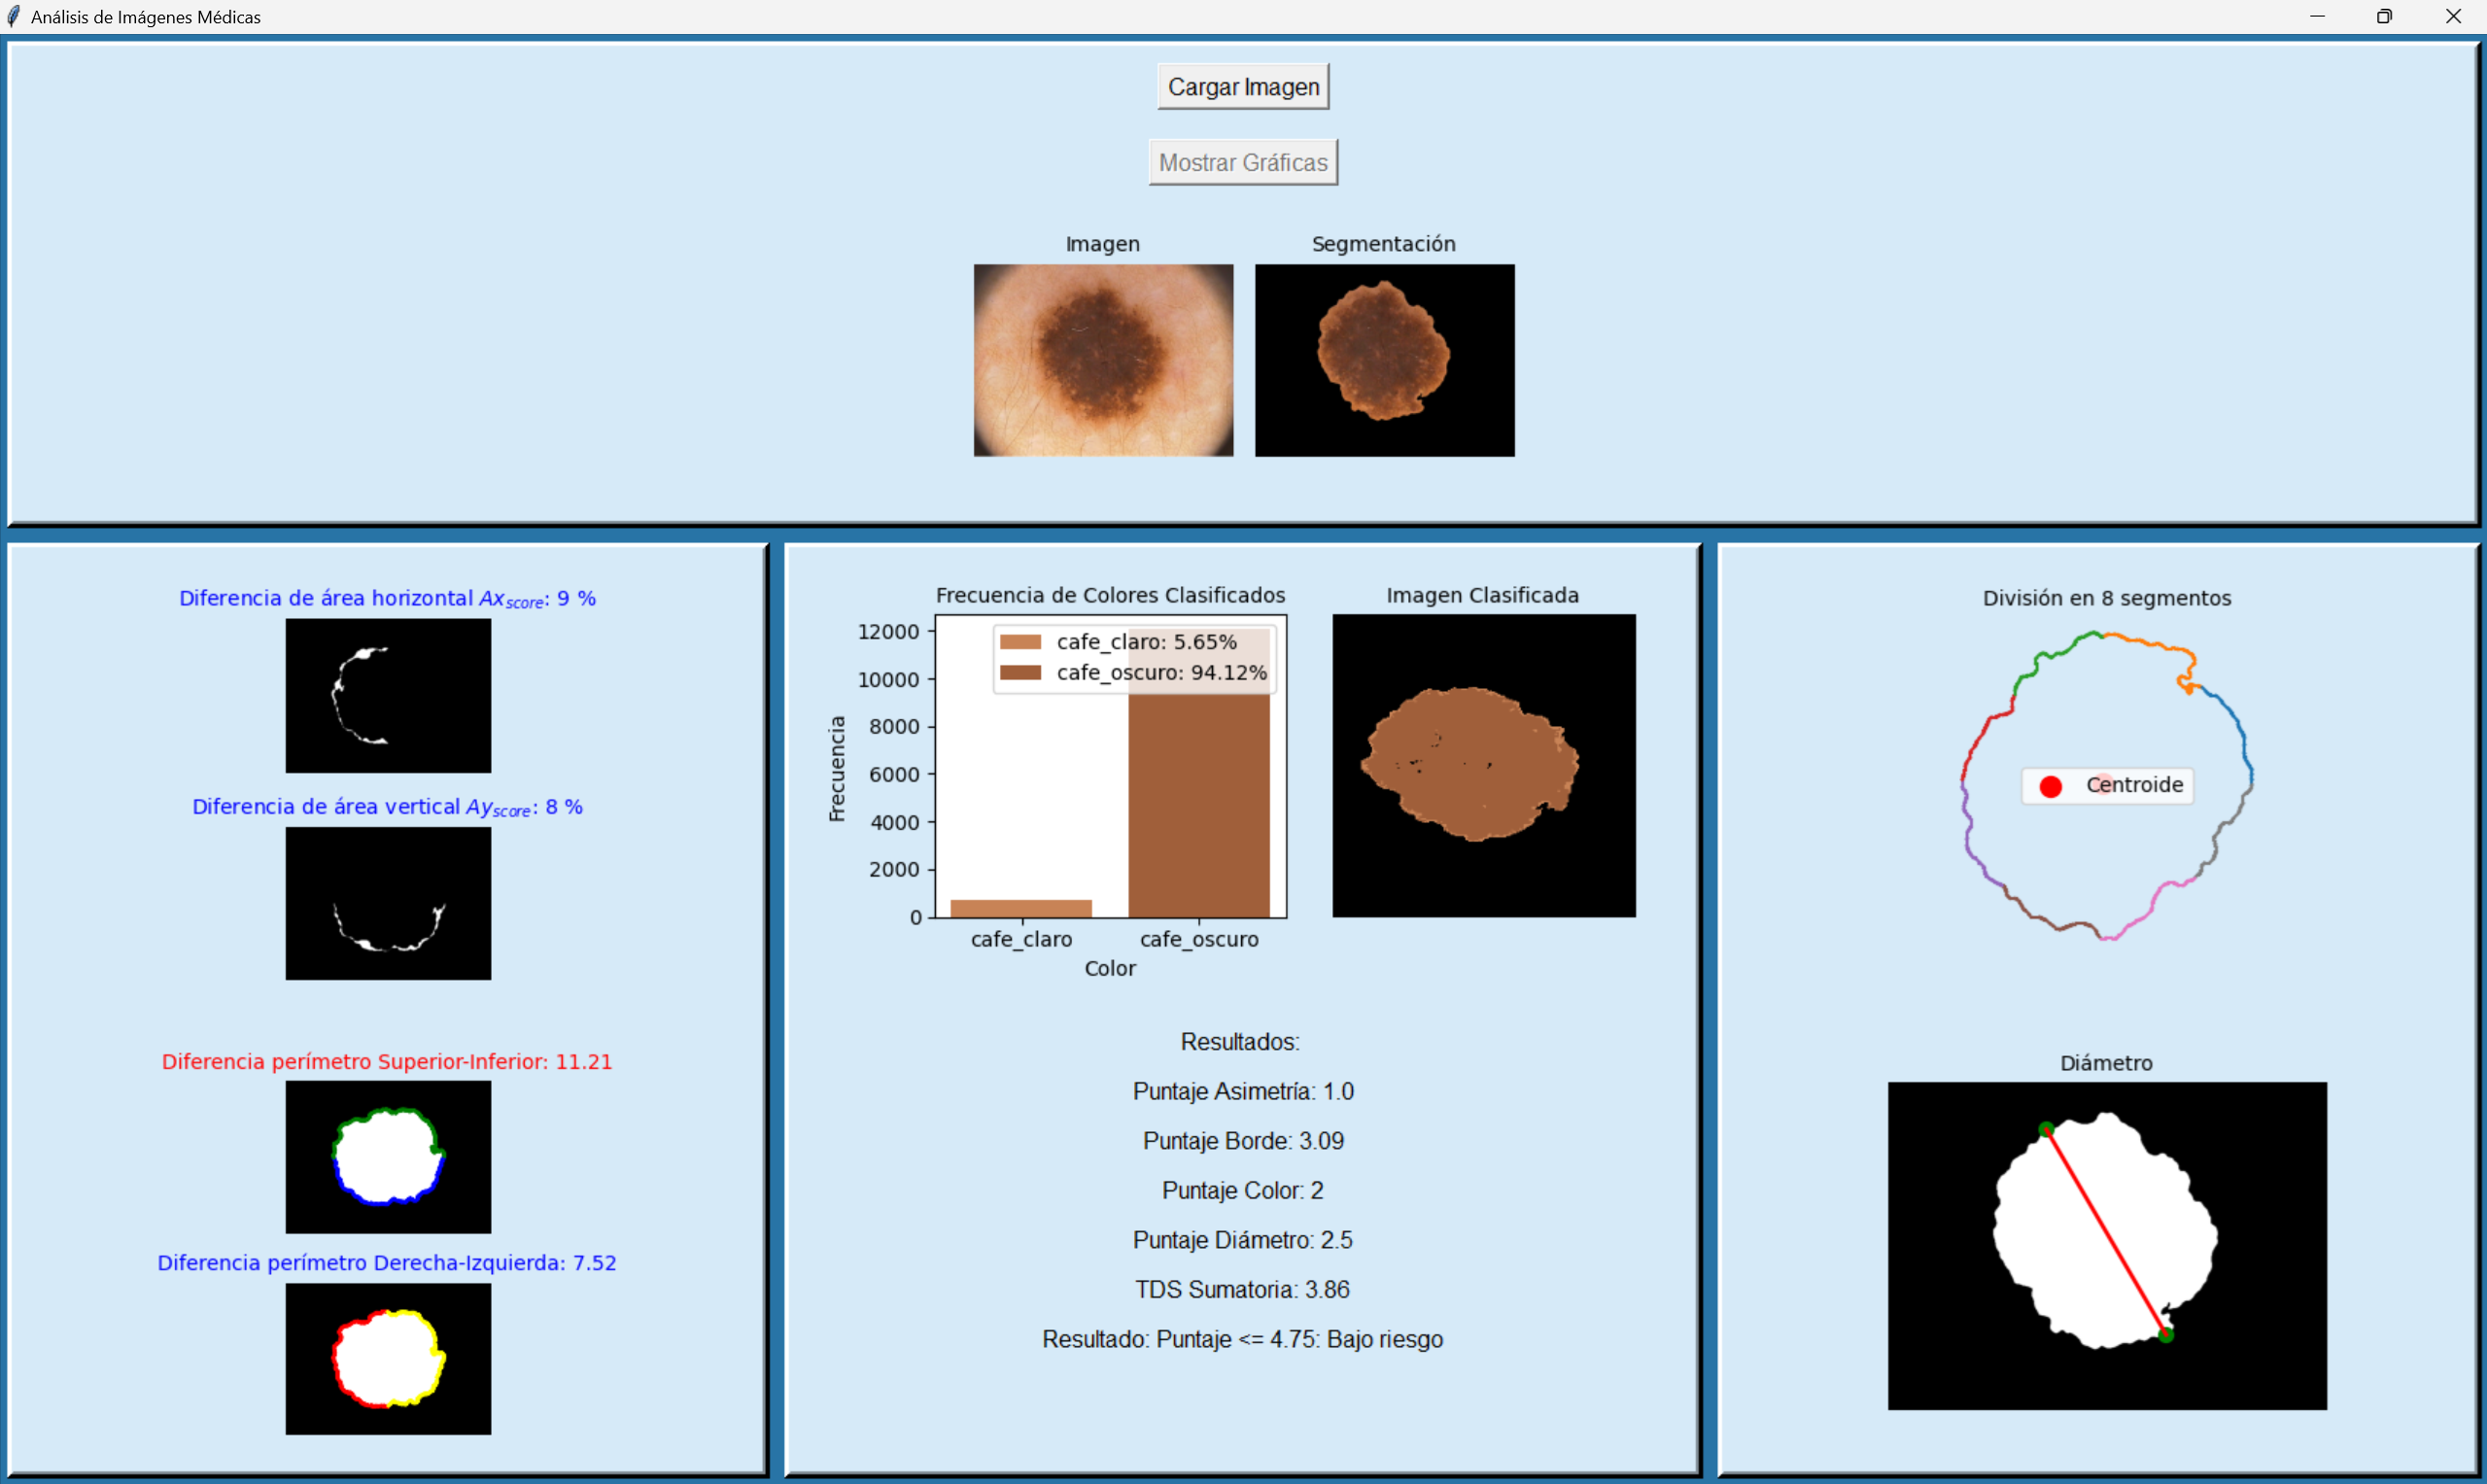 Análisis de Imágenes Médicas
Cargar Imagen
Mostrar Gráficas
Imagen
Segmentación
Diferencia de área horizontal Axscore: 9 %
Diferencia de área vertical Ayscore: 8 %
Diferencia perímetro Superior-Inferior: 11.21
Diferencia perímetro Derecha-Izquierda: 7.52
Frecuencia de Colores Clasificados
cafe_claro: 5.65%
cafe_oscuro: 94.12%
12000
10000
8000
6000
4000
2000
0
Frecuencia
cafe_claro
cafe_oscuro
Color
Imagen Clasificada
Resultados:
Puntaje Asimetría: 1.0
Puntaje Borde: 3.09
Puntaje Color: 2
Puntaje Diámetro: 2.5
TDS Sumatoria: 3.86
Resultado: Puntaje <= 4.75: Bajo riesgo
División en 8 segmentos
Centroide
Diámetro